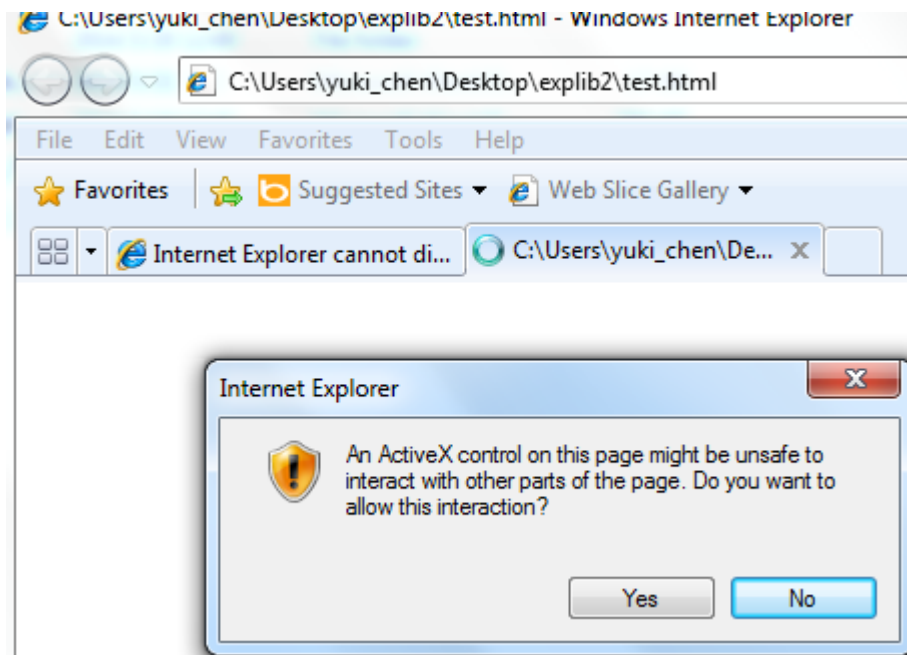 C:\Users\yuki_chen\Desktop\explib2\test.html - Windows Internet Explorer
C:\Users\yuki_chen\Desktop\explib2\test.html
File Edit View Favorites Tools Help
Favorites Suggested Sites Web Slice Gallery
Internet Explorer cannot di... C:\Users\yuki_chen\De... X
Internet Explorer
An ActiveX control on this page might be unsafe to
interact with other parts of the page. Do you want to
allow this interaction?
Yes No